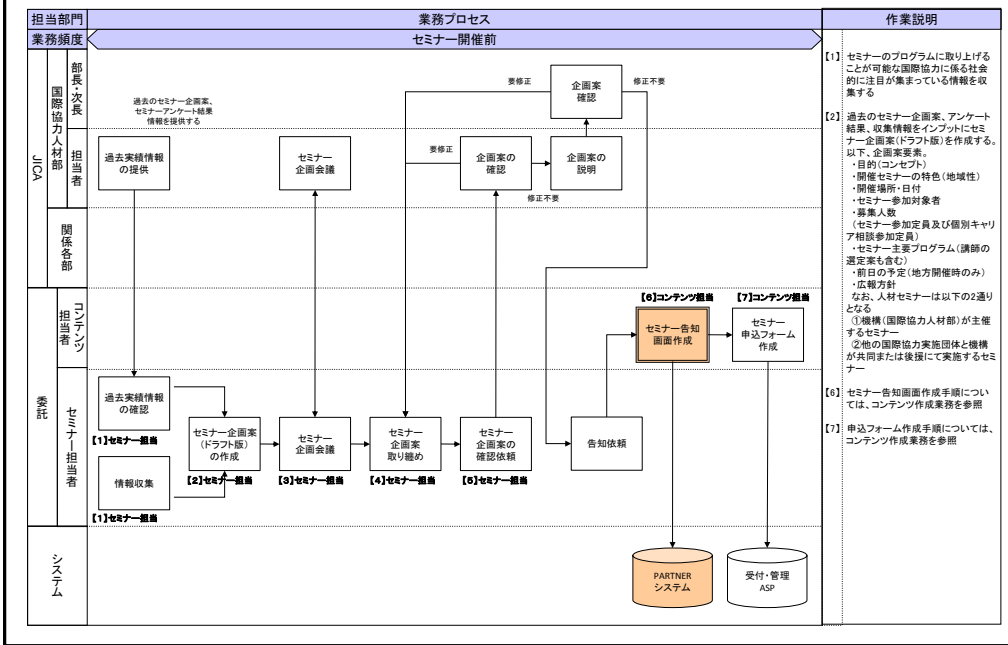 担当部門
業務プロセス
作業説明
業務頻度
セミナー開催前
JICA
国際協力人材部
部長・次長
担当者
関係各部
委託
コンテンツ
担当者
セミナー担当者
システム
過去のセミナー企画案、
セミナーアンケート結果
情報を提供する
過去実績情報
の提供
セミナー
企画会議
要修正
企画案
確認
修正不要
要修正
企画案の
確認
企画案の
説明
修正不要
【6】コンテンツ担当
セミナー告知
画面作成
【7】コンテンツ担当
セミナー
申込フォーム
作成
過去実績情報
の確認
【1】セミナー担当
情報収集
【1】セミナー担当
セミナー企画案
(ドラフト版)
の作成
【2】セミナー担当
セミナー
企画会議
【3】セミナー担当
セミナー
企画案
取り纏め
【4】セミナー担当
セミナー
企画案の
確認依頼
【5】セミナー担当
告知依頼
PARTNER
システム
受付・管理
ASP
【1】 セミナーのプログラムに取り上げる
ことが可能な国際協力に係る社会
的に注目が集まっている情報を収
集する
【2】 過去のセミナー企画案、アンケート
結果、収集情報をインプットにセミ
ナー企画案(ドラフト版)を作成する。
以下、企画要素。
・目的(コンセプト)
・開催セミナーの特色(地域性)
・開催場所・日付
・セミナー参加対象者
・募集人数
(セミナー参加定員及び個別キャリ
ア相談参加定員)
・セミナー主要プログラム(講師の
選定案も含む)
・前日の予定(地方開催時のみ)
・広報方針
なお、人材セミナーは以下の2通り
となる
①機構(国際協力人材部)が主催
するセミナー
②他の国際協力実施団体と機構
が共同または後援にて実施するセミ
ナー
【6】 セミナー告知画面作成手順につい
ては、コンテンツ作成業務を参照
【7】 申込フォーム作成手順については、
コンテンツ作成業務を参照